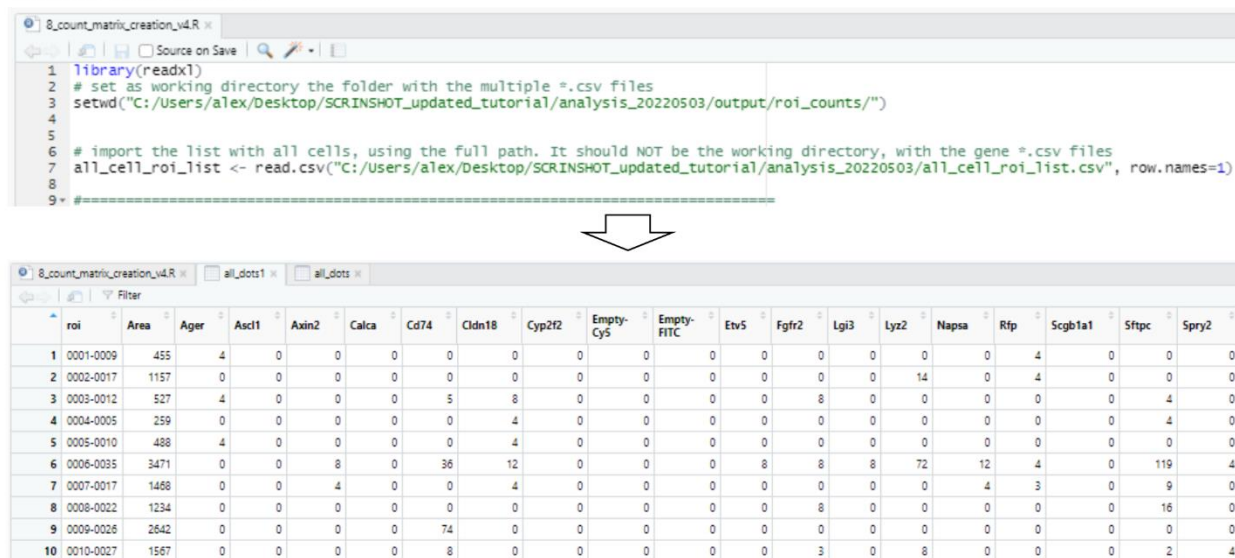 8_count_matrix_creation_v4.R
Source on Save
1 library(readxl)
2 # set as working directory the folder with the multiple *.csv files
3 setwd("C:/Users/alex/Desktop/SCRINSHOT_updated_tutorial/analysis_20220503/output/roi_counts/")
4
5
6 # import the list with all cells, using the full path. It should NOT be the working directory, with the gene *.csv files
7 all_cell_roi_list <- read.csv("C:/Users/alex/Desktop/SCRINSHOT_updated_tutorial/analysis_20220503/all_cell_roi_list.csv", row.names=1)
8
9 #================================================================================
8_count_matrix_creation_v4.R all_dots1 all_dots
Filter
roi Area Ager Ascl1 Axin2 Calca Cd74 Cldn18 Cyp2f2 Empty-Cy5 Empty-FITC Etv5 Fgfr2 Lgi3 Lyz2 Napsa Rfp Scgb1a1 Sftpc Spry2
1 0001-0009 455 4 0 0 0 0 0 0 0 0 0 0 0 0 0 4 0 0 0
2 0002-0017 1157 0 0 0 0 0 0 0 0 0 0 0 0 14 0 4 0 0 0
3 0003-0012 527 4 0 0 0 5 8 0 0 0 0 8 0 0 0 0 0 4 0
4 0004-0005 259 0 0 0 0 0 4 0 0 0 0 0 0 0 0 0 0 4 0
5 0005-0010 488 4 0 0 0 0 4 0 0 0 0 0 0 0 0 0 0 0 0
6 0006-0035 3471 0 0 8 0 36 12 0 0 0 8 8 8 72 12 4 0 119 4
7 0007-0017 1468 0 0 4 0 0 4 0 0 0 0 0 0 0 4 3 0 9 0
8 0008-0022 1234 0 0 0 0 0 0 0 0 0 0 8 0 0 0 0 0 16 0
9 0009-0026 2642 0 0 0 0 74 0 0 0 0 0 0 0 0 0 0 0 0 0
10 0010-0027 1567 0 0 0 0 8 0 0 0 0 0 3 0 8 0 0 0 2 4